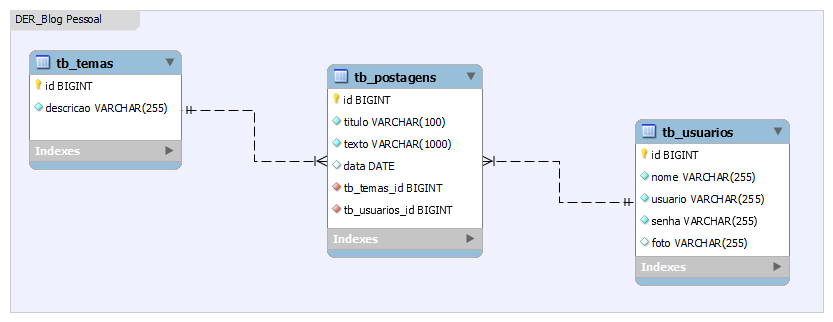 DER_Blog Pessoal
tb_temas
id BIGINT
descricao VARCHAR(255)
Indexes
tb_postagens
id BIGINT
titulo VARCHAR(100)
texto VARCHAR(1000)
data DATE
tb_temas_id BIGINT
tb_usuarios_id BIGINT
Indexes
tb_usuarios
id BIGINT
nome VARCHAR(255)
usuario VARCHAR(255)
senha VARCHAR(255)
foto VARCHAR(255)
Indexes